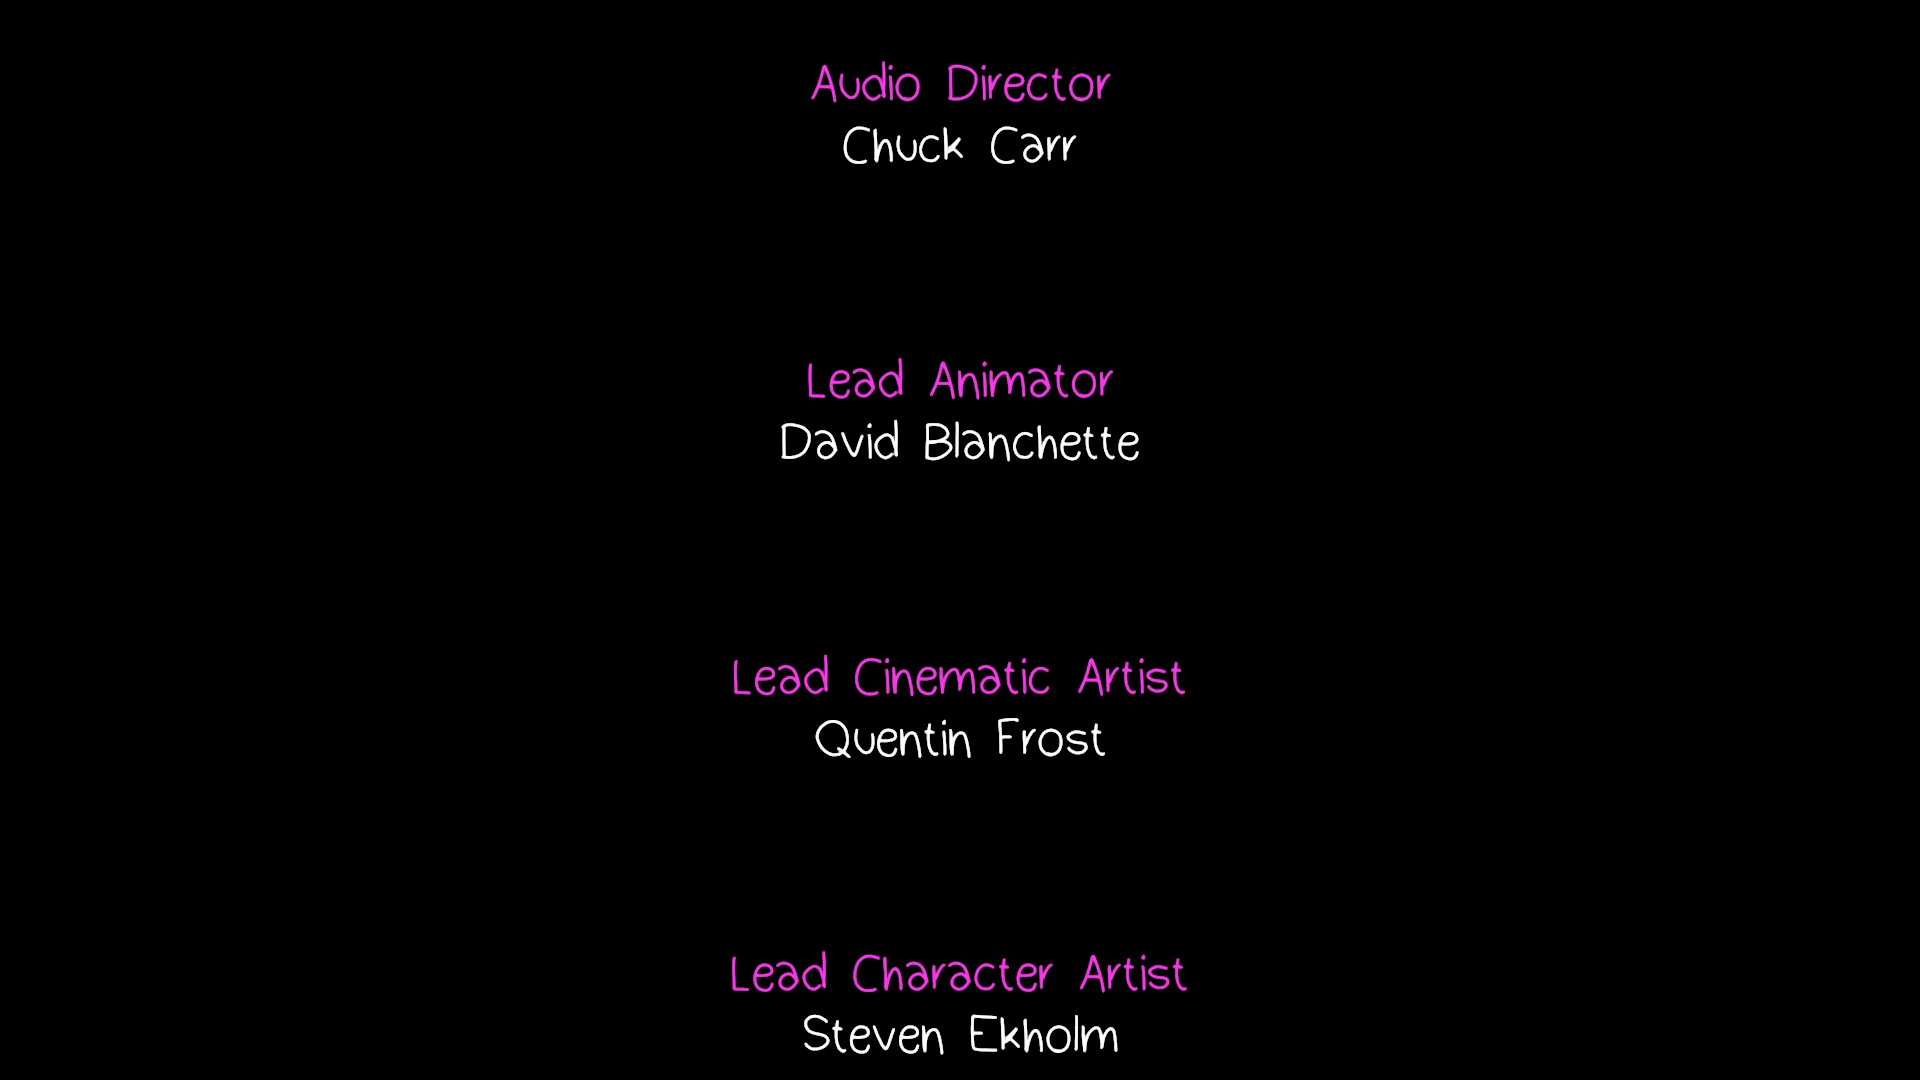 Audio Director
Chuck Carr
Lead Animator
David Blanchette
Lead Cinematic Artist
Quentin Frost
Lead Character Artist
Steven Ekholm